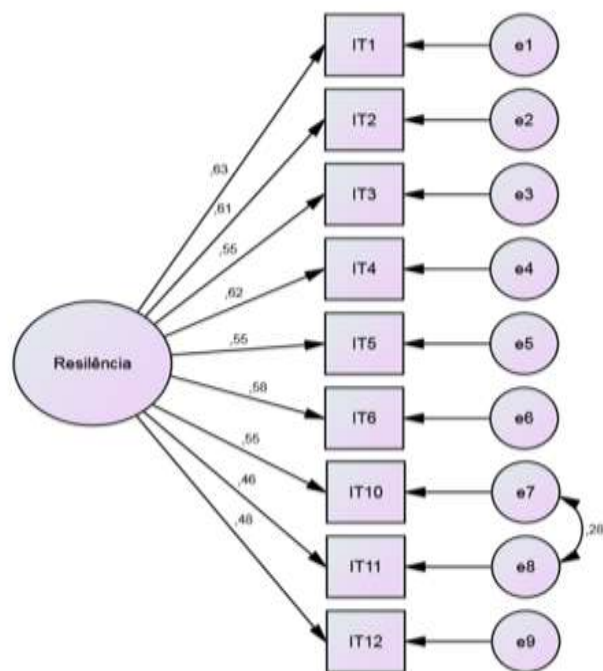 IT1
e1
IT2
e2
,63
IT3
e3
,61
,55
IT4
e4
,62
Resilência
,55
IT5
e5
,58
IT6
e6
,55
IT10
e7
,46
,28
,48
IT11
e8
IT12
e9